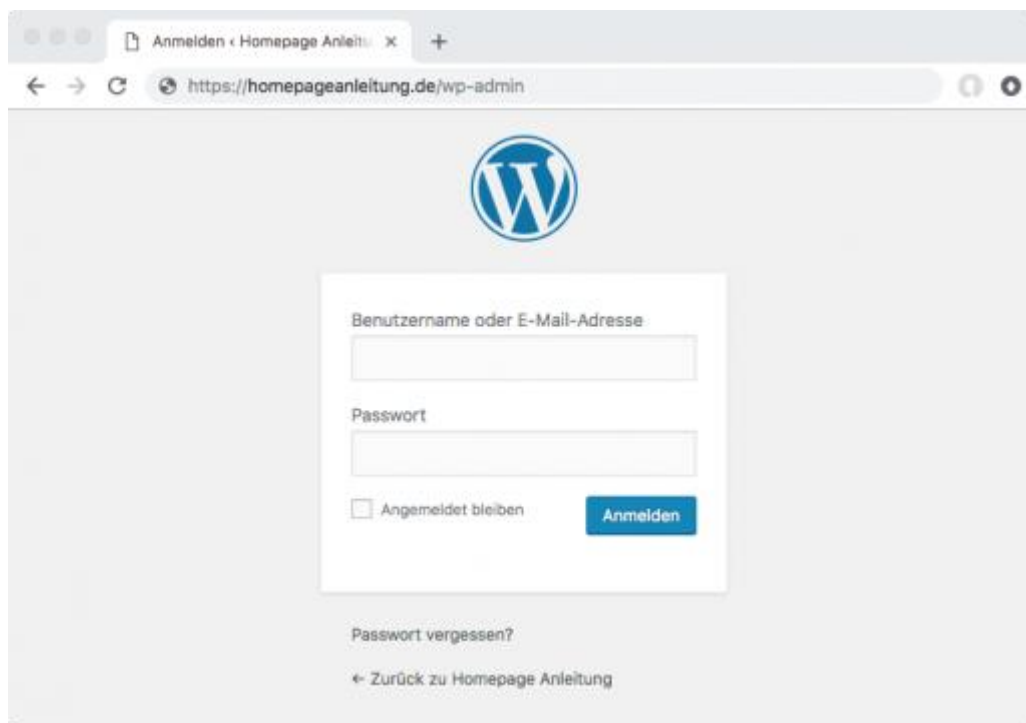 Anmelden ‹ Homepage Anleitu
https://homepageanleitung.de/wp-admin
Benutzername oder E-Mail-Adresse
Passwort
Angemeldet bleiben
Anmelden
Passwort vergessen?
← Zurück zu Homepage Anleitung